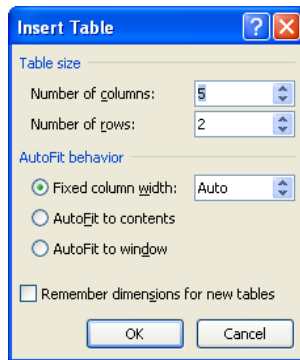 Insert Table
?
X
Table size
Number of columns: 5
Number of rows: 2
AutoFit behavior
Fixed column width: Auto
AutoFit to contents
AutoFit to window
Remember dimensions for new tables
OK Cancel